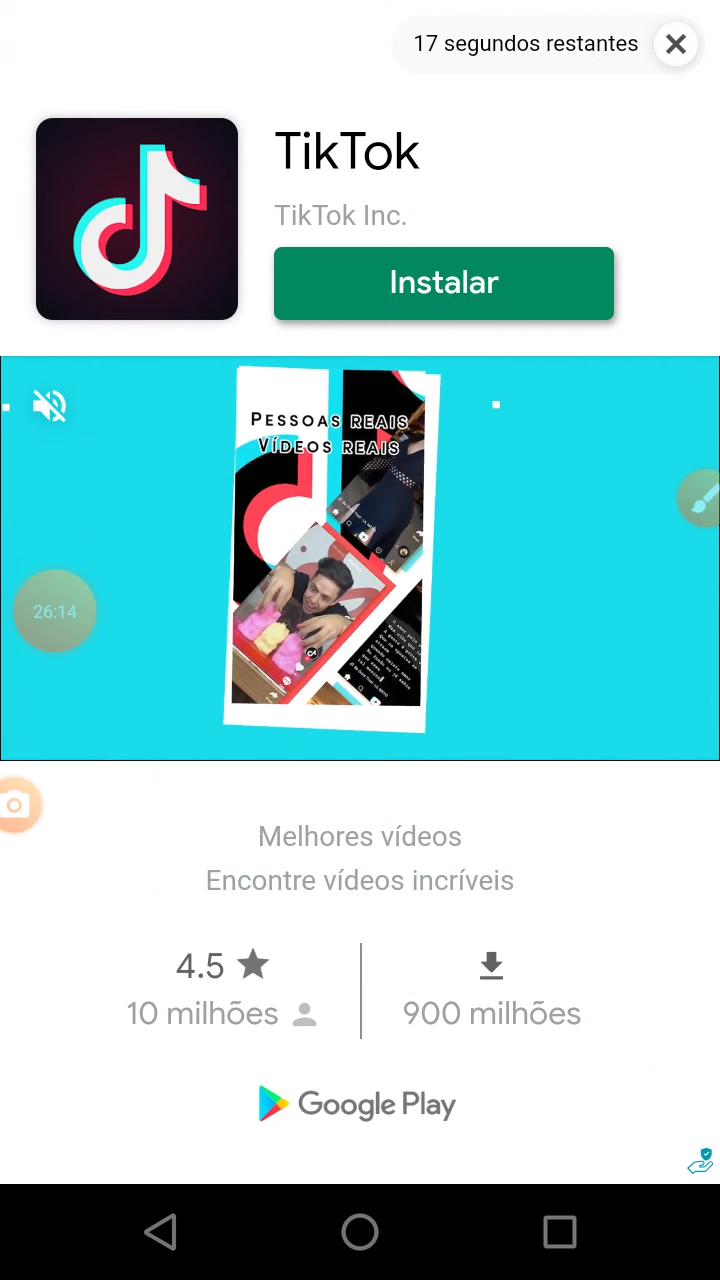 17 segundos restantes
TikTok
TikTok Inc.
Instalar
PESSOAS REAIS
VÍDEOS REAIS
26:14
Melhores vídeos
Encontre vídeos incríveis
4.5
10 milhões
900 milhões
Google Play